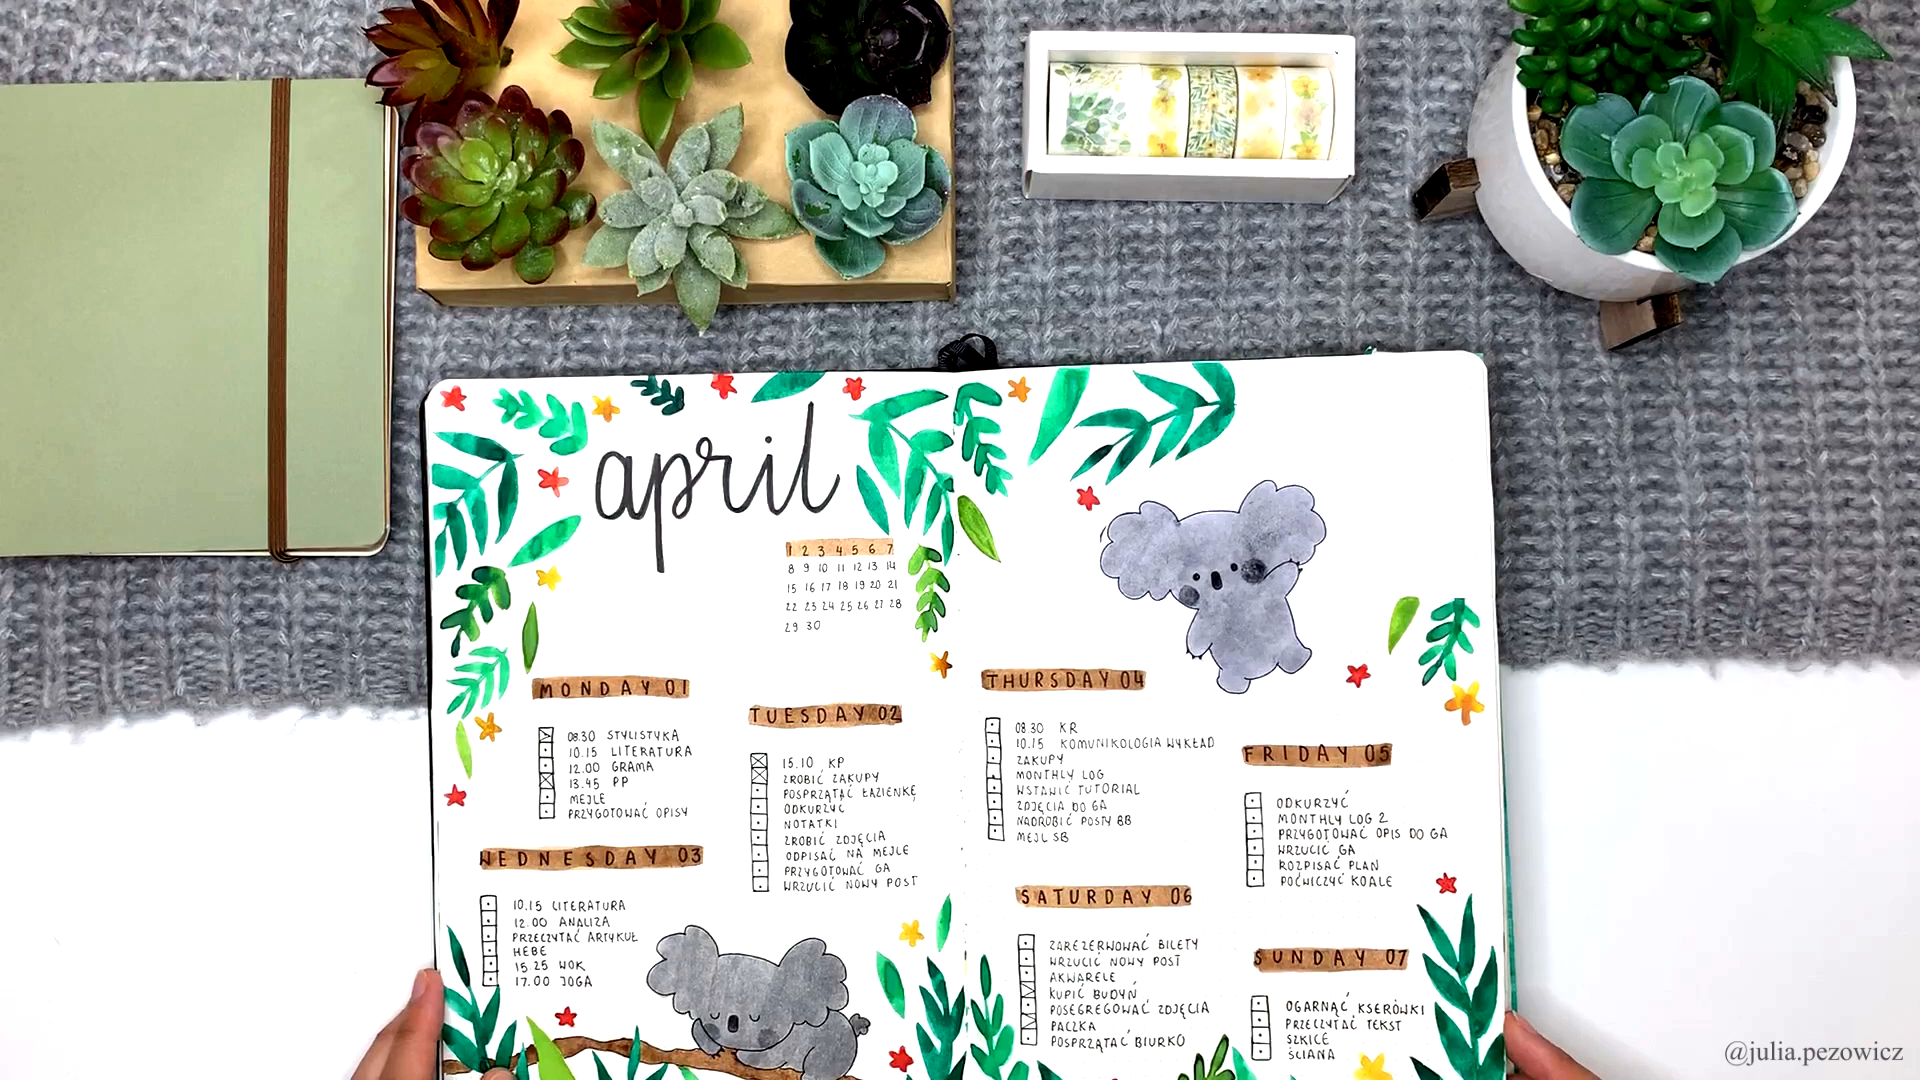 april
1 2 3 4 5 6 7
8 9 10 11 12 13 14
15 16 17 18 19 20 21
22 23 24 25 26 27 28
29 30
MONDAY 01
08.30 STYLISTYKA
10.15 LITERATURA
12.00 GRAMA
13.45 PP
MEJLE
PRZYGOTOWAĆ OPISY
TUESDAY 02
15.10 KP
ZROBIĆ ZAKUPY
POSPRZĄTAĆ ŁAZIENKĘ
ODKURZYĆ
NOTATKI
ZROBIĆ ZDJĘCIA
ODPISAĆ NA MEJLE
PRZYGOTOWAĆ GA
WRZUCIĆ NOWY POST
WEDNESDAY 03
10.15 LITERATURA
12.00 ANALIZA
PRZECZYTAĆ ARTYKUŁ
HEBE
15.25 WOK
17.00 JOGA
THURSDAY 04
08.30 KR
10.15 KOMUNIKOLOGIA WYKŁAD
ZAKUPY
MONTHLY LOG
WSTAWIĆ TUTORIAL
ZDJĘCIA DO GA
NADROBIĆ POSTY BB
MEJL SB
FRIDAY 05
ODKURZYĆ
MONTHLY LOG 2
PRZYGOTOWAĆ OPIS DO GA
WRZUCIĆ GA
ROZPISAĆ PLAN
POĆWICZYĆ KOALE
SATURDAY 06
ZAREZERWOWAĆ BILETY
WRZUCIĆ NOWY POST
AKWARELE
KUPIĆ BUDYŃ
POSEGREGOWAĆ ZDJĘCIA
PACZKA
POSPRZĄTAĆ BIURKO
SUNDAY 07
OGARNĄĆ KSERÓWKI
PRZECZYTAĆ TEKST
SZKICE
ŚCIANA
@julia.pezowicz